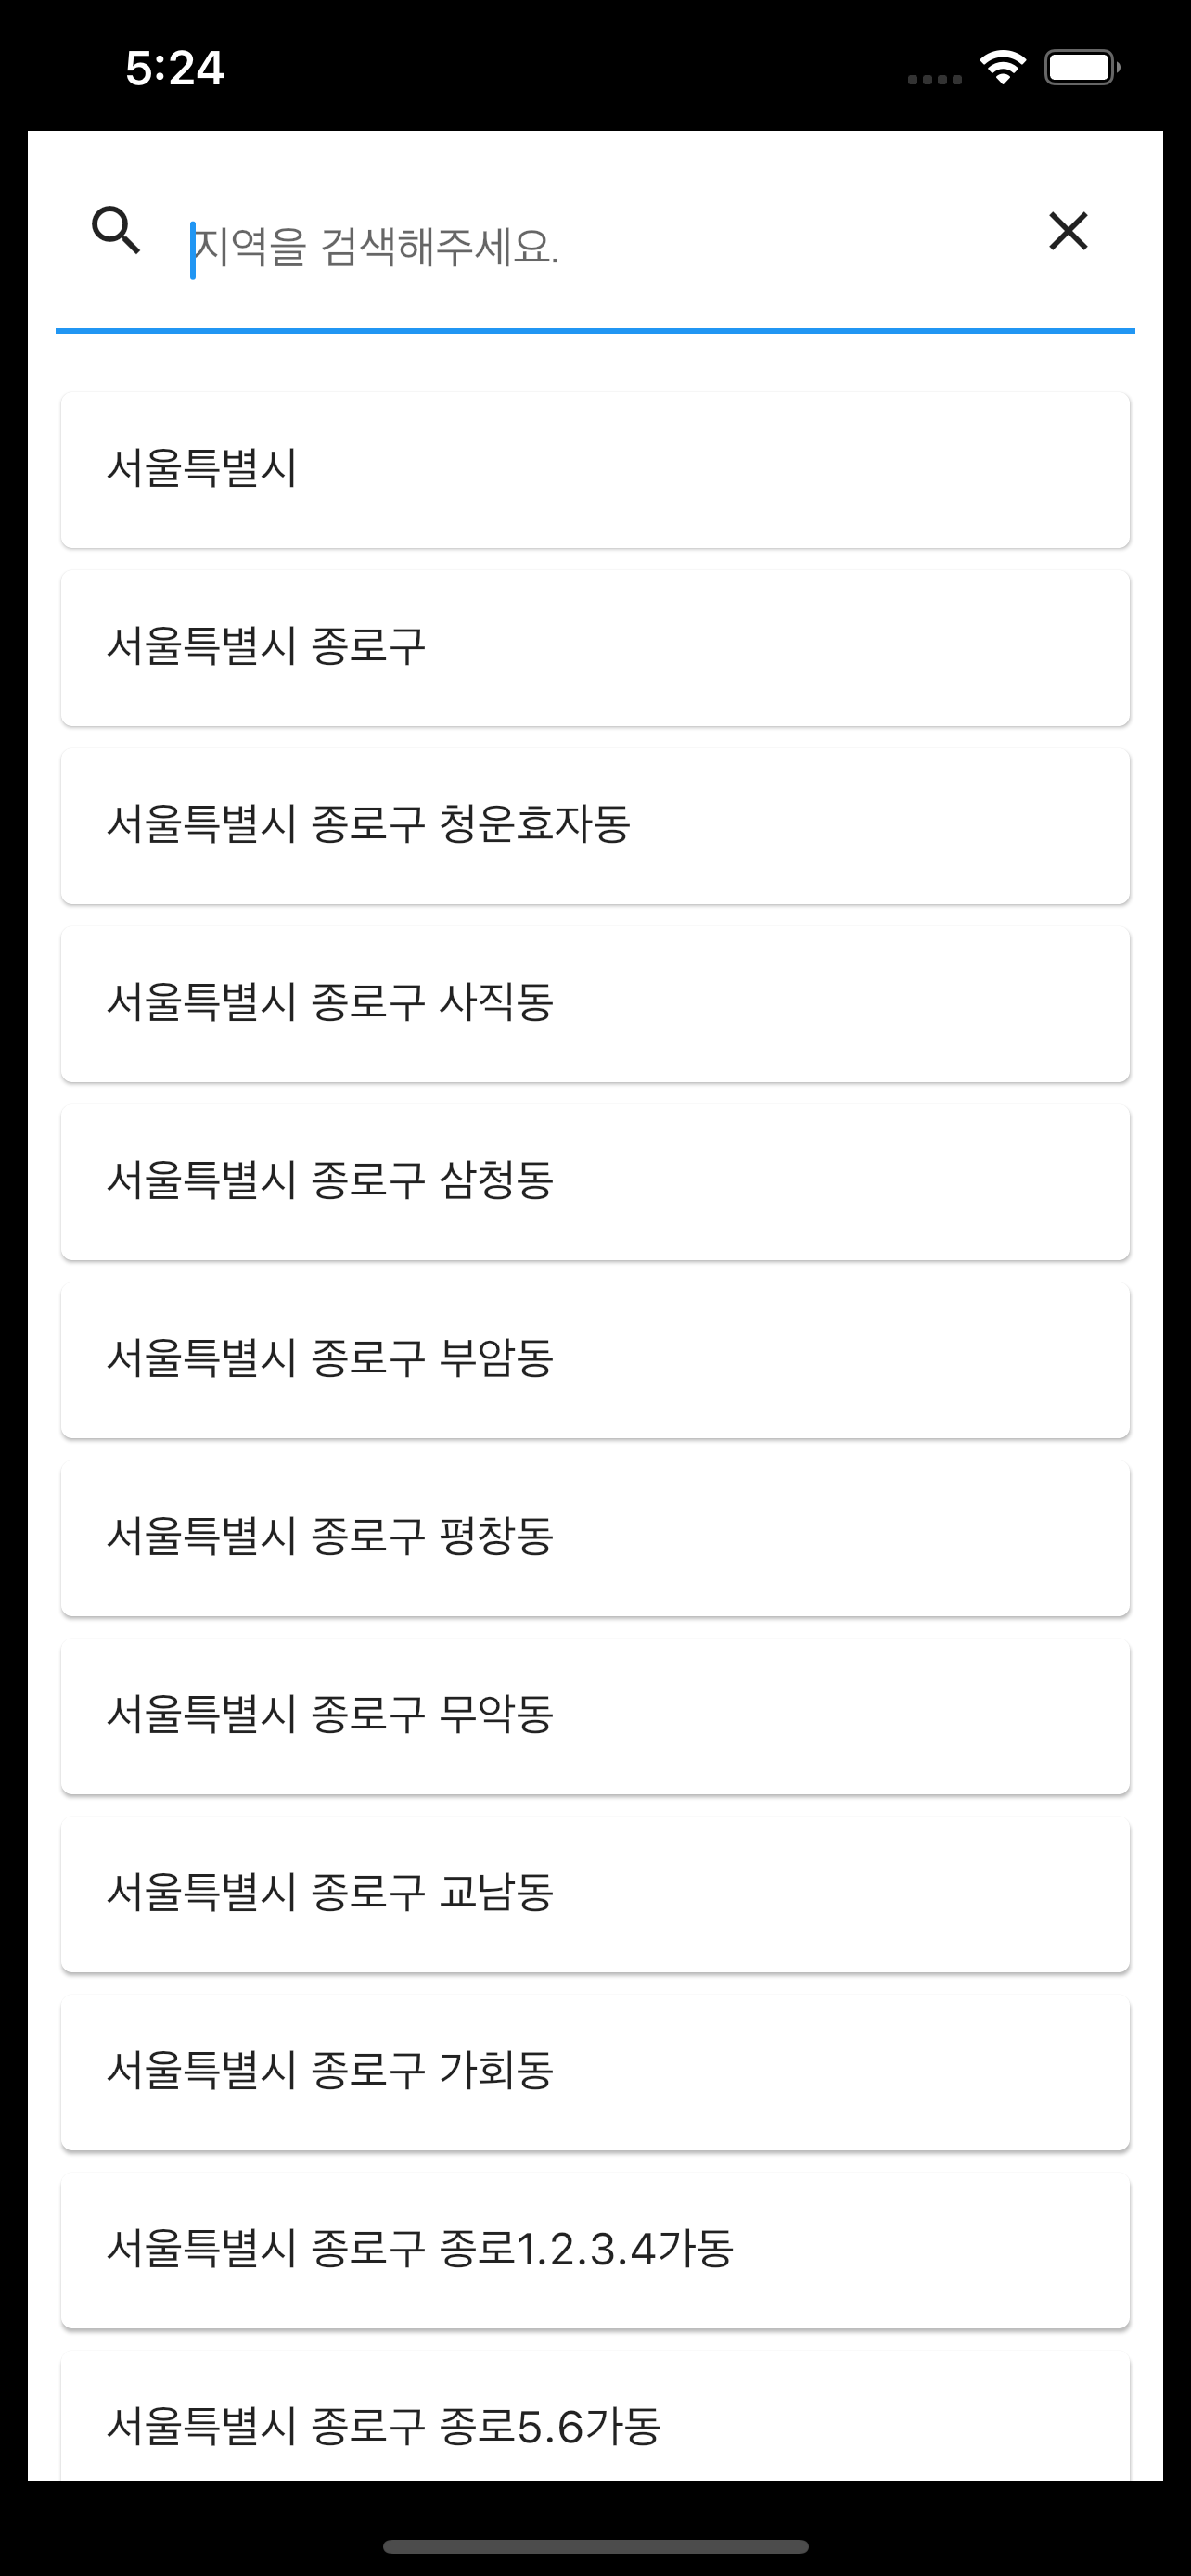 5:24
지역을 검색해주세요.
서울특별시
서울특별시 종로구
서울특별시 종로구 청운효자동
서울특별시 종로구 사직동
서울특별시 종로구 삼청동
서울특별시 종로구 부암동
서울특별시 종로구 평창동
서울특별시 종로구 무악동
서울특별시 종로구 교남동
서울특별시 종로구 가회동
서울특별시 종로구 종로1.2.3.4가동
서울특별시 종로구 종로5.6가동